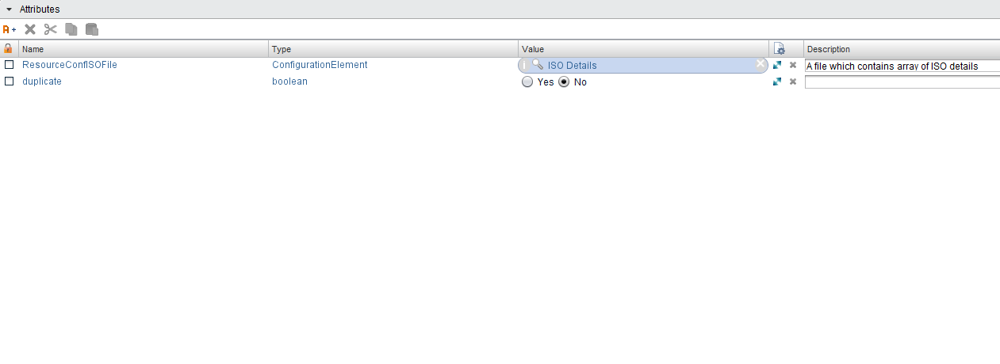 Attributes
A +
Name Type Value Description
ResourceConfISOFile ConfigurationElement i ISO Details A file which contains array of ISO details
duplicate boolean Yes No